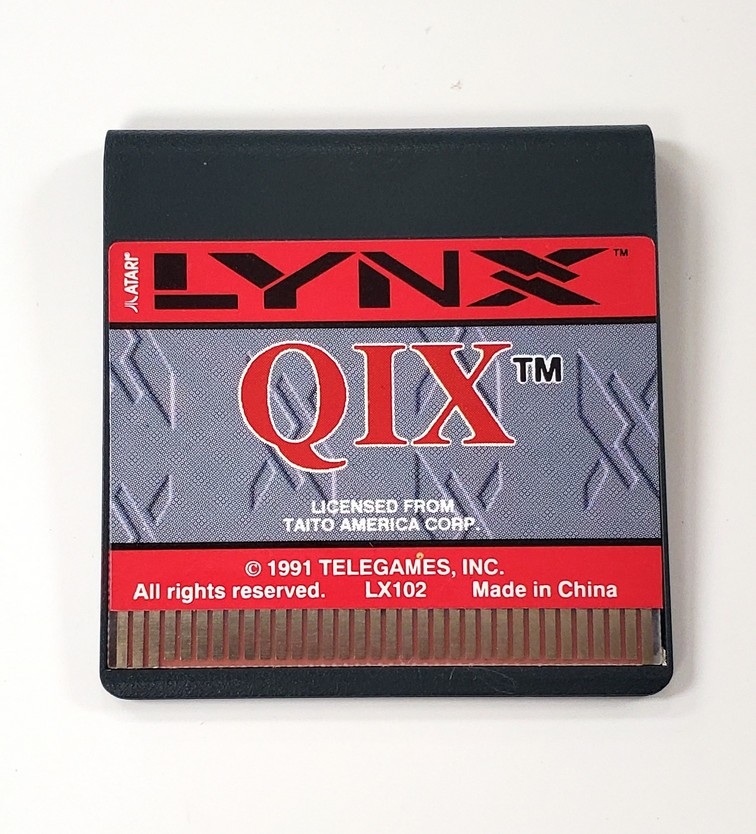 ATARI LYNX™
QIX™
LICENSED FROM
TAITO AMERICA CORP.
© 1991 TELEGAMES, INC.
All rights reserved. LX102 Made in China